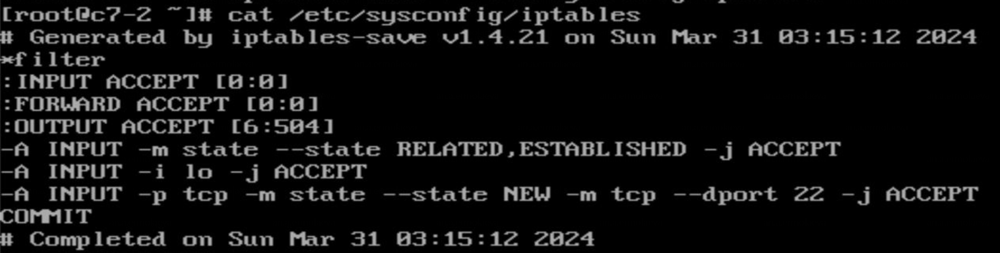 [root@c7-2 ~]# cat /etc/sysconfig/iptables
# Generated by iptables-save v1.4.21 on Sun Mar 31 03:15:12 2024
*filter
:INPUT ACCEPT [0:0]
:FORWARD ACCEPT [0:0]
:OUTPUT ACCEPT [6:504]
-A INPUT -m state --state RELATED,ESTABLISHED -j ACCEPT
-A INPUT -i lo -j ACCEPT
-A INPUT -p tcp -m state --state NEW -m tcp --dport 22 -j ACCEPT
COMMIT
# Completed on Sun Mar 31 03:15:12 2024